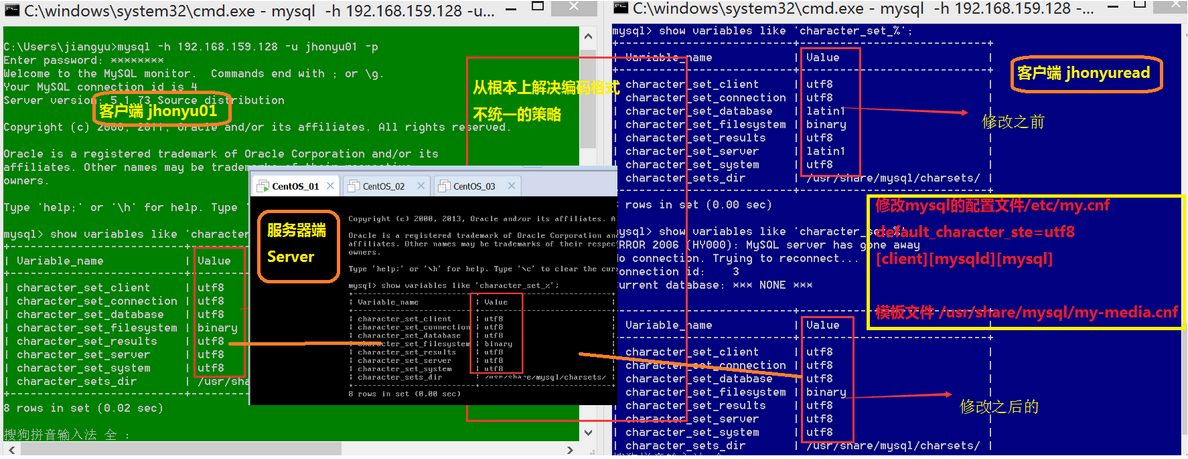 C:\windows\system32\cmd.exe - mysql -h 192.168.159.128 -u...
C:\Users\jiangyu>mysql -h 192.168.159.128 -u jhonyu01 -p
Enter password: ********
Welcome to the MySQL monitor. Commands end with ; or \g.
Your MySQL connection id is 4
Server version: 5.1.73 Source distribution
客户端 jhonyu01
Copyright (c) 2000, 2011, Oracle and/or its affiliates. All rights reserved.
Oracle is a registered trademark of Oracle Corporation and/or its
affiliates. Other names may be trademarks of their respective
owners.
Type 'help;' or '\h' for help. Type '
mysql> show variables like 'character_se
| Variable_name | Value
| character_set_client | utf8
| character_set_connection | utf8
| character_set_database | utf8
| character_set_filesystem | binary
| character_set_results | utf8
| character_set_server | utf8
| character_set_system | utf8
| character_sets_dir | /usr/sha
8 rows in set (0.02 sec)
搜狗拼音输入法 全 :
从根本上解决编码格式
不统一的策略
CentOS_01 × CentOS_02 × CentOS_03 ×
服务器端
Server
Copyright (c) 2000, 2013, Oracle and/or its affiliates. A
Oracle is a registered trademark of Oracle Corporation an
affiliates. Other names may be trademarks of their respec
owners.
Type 'help;' or '\h' for help. Type '\c' to clear the cur
mysql> show variables like 'character_set_%';
| Variable_name | Value
| character_set_client | utf8
| character_set_connection | utf8
| character_set_database | utf8
| character_set_filesystem | binary
| character_set_results | utf8
| character_set_server | utf8
| character_set_system | utf8
| character_sets_dir | /usr/share/mysql/charsets/ |
8 rows in set (0.00 sec)
C:\windows\system32\cmd.exe - mysql -h 192.168.159.128 -...
mysql> show variables like 'character_set_%';
Variable_name | Value |
客户端 jhonyuread
character_set_client | utf8 |
character_set_connection | utf8 |
character_set_database | latin1 |
character_set_filesystem | binary |
character_set_results | utf8 |
character_set_server | latin1 |
character_set_system | utf8 |
character_sets_dir | /usr/share/mysql/charsets/ |
修改之前
8 rows in set (0.00 sec)
修改mysql的配置文件/etc/my.cnf
default_character_ste=utf8
[client][mysqld][mysql]
模板文件 /usr/share/mysql/my-media.cnf
mysql> show variables like 'character_set_%';
ERROR 2006 (HY000): MySQL server has gone away
No connection. Trying to reconnect...
Connection id: 3
Current database: *** NONE ***
Variable_name | Value |
character_set_client | utf8 |
character_set_connection | utf8 |
character_set_database | utf8 |
character_set_filesystem | binary |
character_set_results | utf8 |
character_set_server | utf8 |
character_set_system | utf8 |
character_sets_dir | /usr/share/mysql/charsets/ |
修改之后的